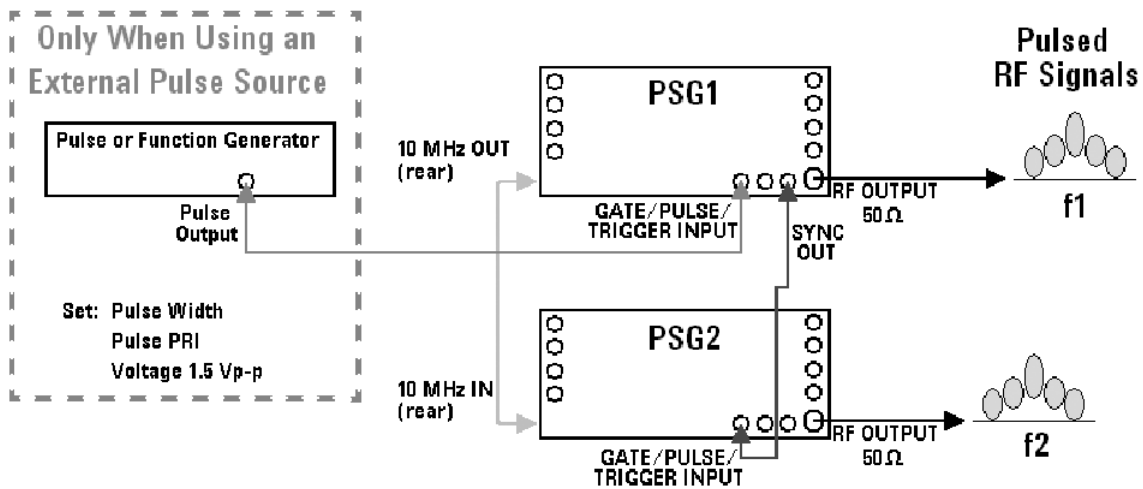 Only When Using an
External Pulse Source
Pulse or Function Generator
Pulse
Output
Set: Pulse Width
Pulse PRI
Voltage 1.5 Vp-p
10 MHz OUT
(rear)
PSG1
GATE/PULSE/
TRIGGER INPUT
SYNC
OUT
RF OUTPUT
50Ω
Pulsed
RF Signals
f1
10 MHz IN
(rear)
PSG2
GATE/PULSE/
TRIGGER INPUT
RF OUTPUT
50Ω
f2